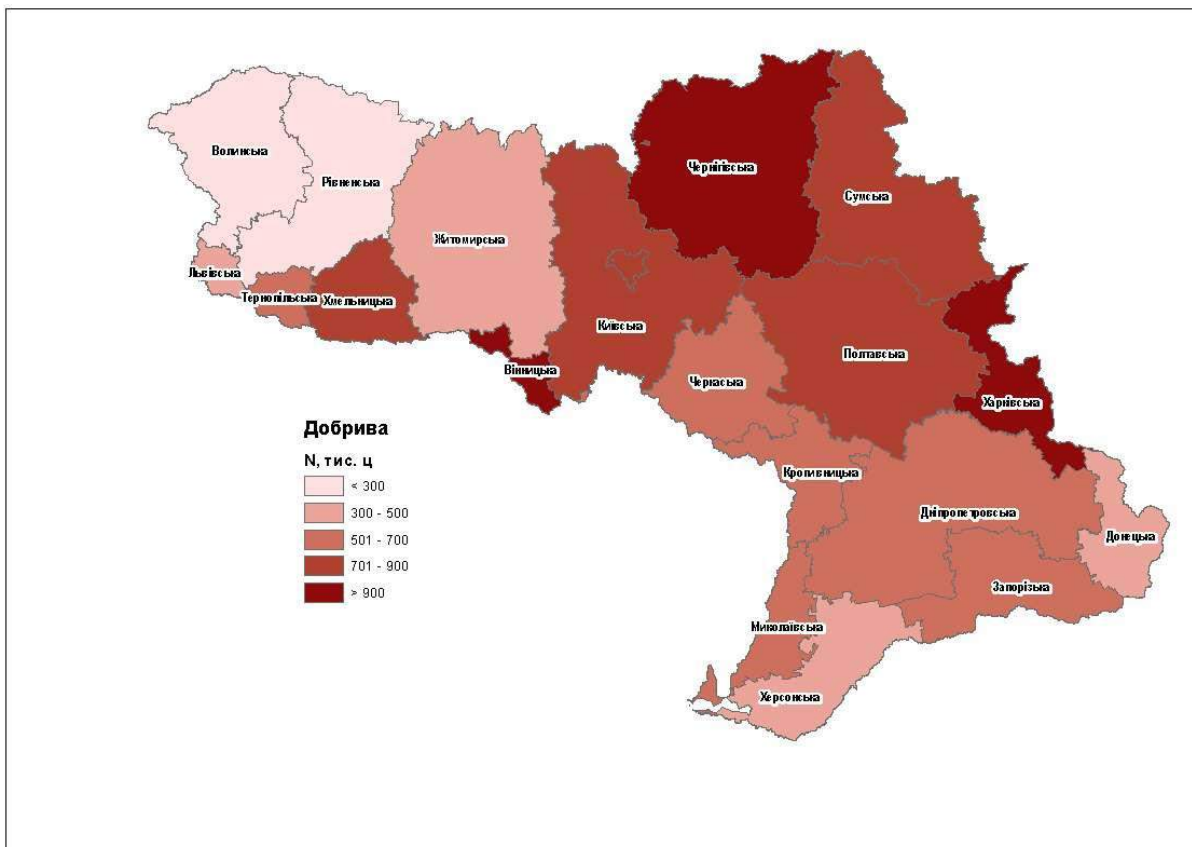 Волинська
Рівненська
Чернігівська
Сумська
Житомирська
Львівська
Тернопільська
Хмельницька
Київська
Полтавська
Вінницька
Черкаська
Харківська
Добрива
N, тис. ц
< 300
300 - 500
501 - 700
701 - 900
> 900
Кропивницька
Дніпропетровська
Донецька
Запорізька
Миколаївська
Херсонська